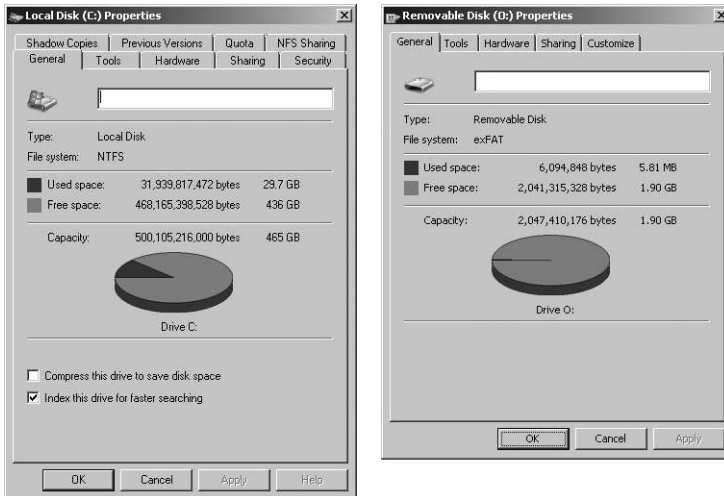 Local Disk (C:) Properties
Shadow Copies Previous Versions Quota NFS Sharing
General Tools Hardware Sharing Security
Type: Local Disk
File system: NTFS
Used space: 31,939,817,472 bytes 29.7 GB
Free space: 468,165,398,528 bytes 436 GB
Capacity: 500,105,216,000 bytes 465 GB
Drive C:
Compress this drive to save disk space
Index this drive for faster searching
OK Cancel Apply Help
Removable Disk (O:) Properties
General Tools Hardware Sharing Customize
Type: Removable Disk
File system: exFAT
Used space: 6,094,848 bytes 5.81 MB
Free space: 2,041,315,328 bytes 1.90 GB
Capacity: 2,047,410,176 bytes 1.90 GB
Drive O:
OK Cancel Apply